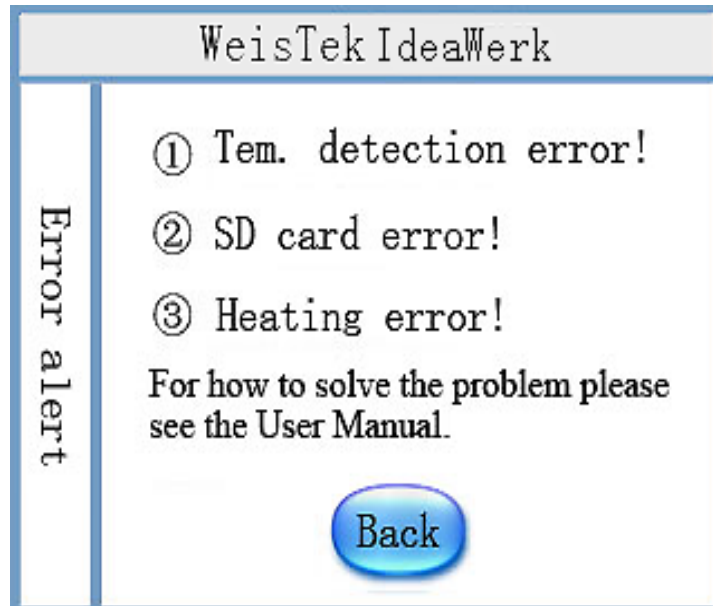 WeisTek IdeaWerk
Error alert
① Tem. detection error!
② SD card error!
③ Heating error!
For how to solve the problem please
see the User Manual.
Back